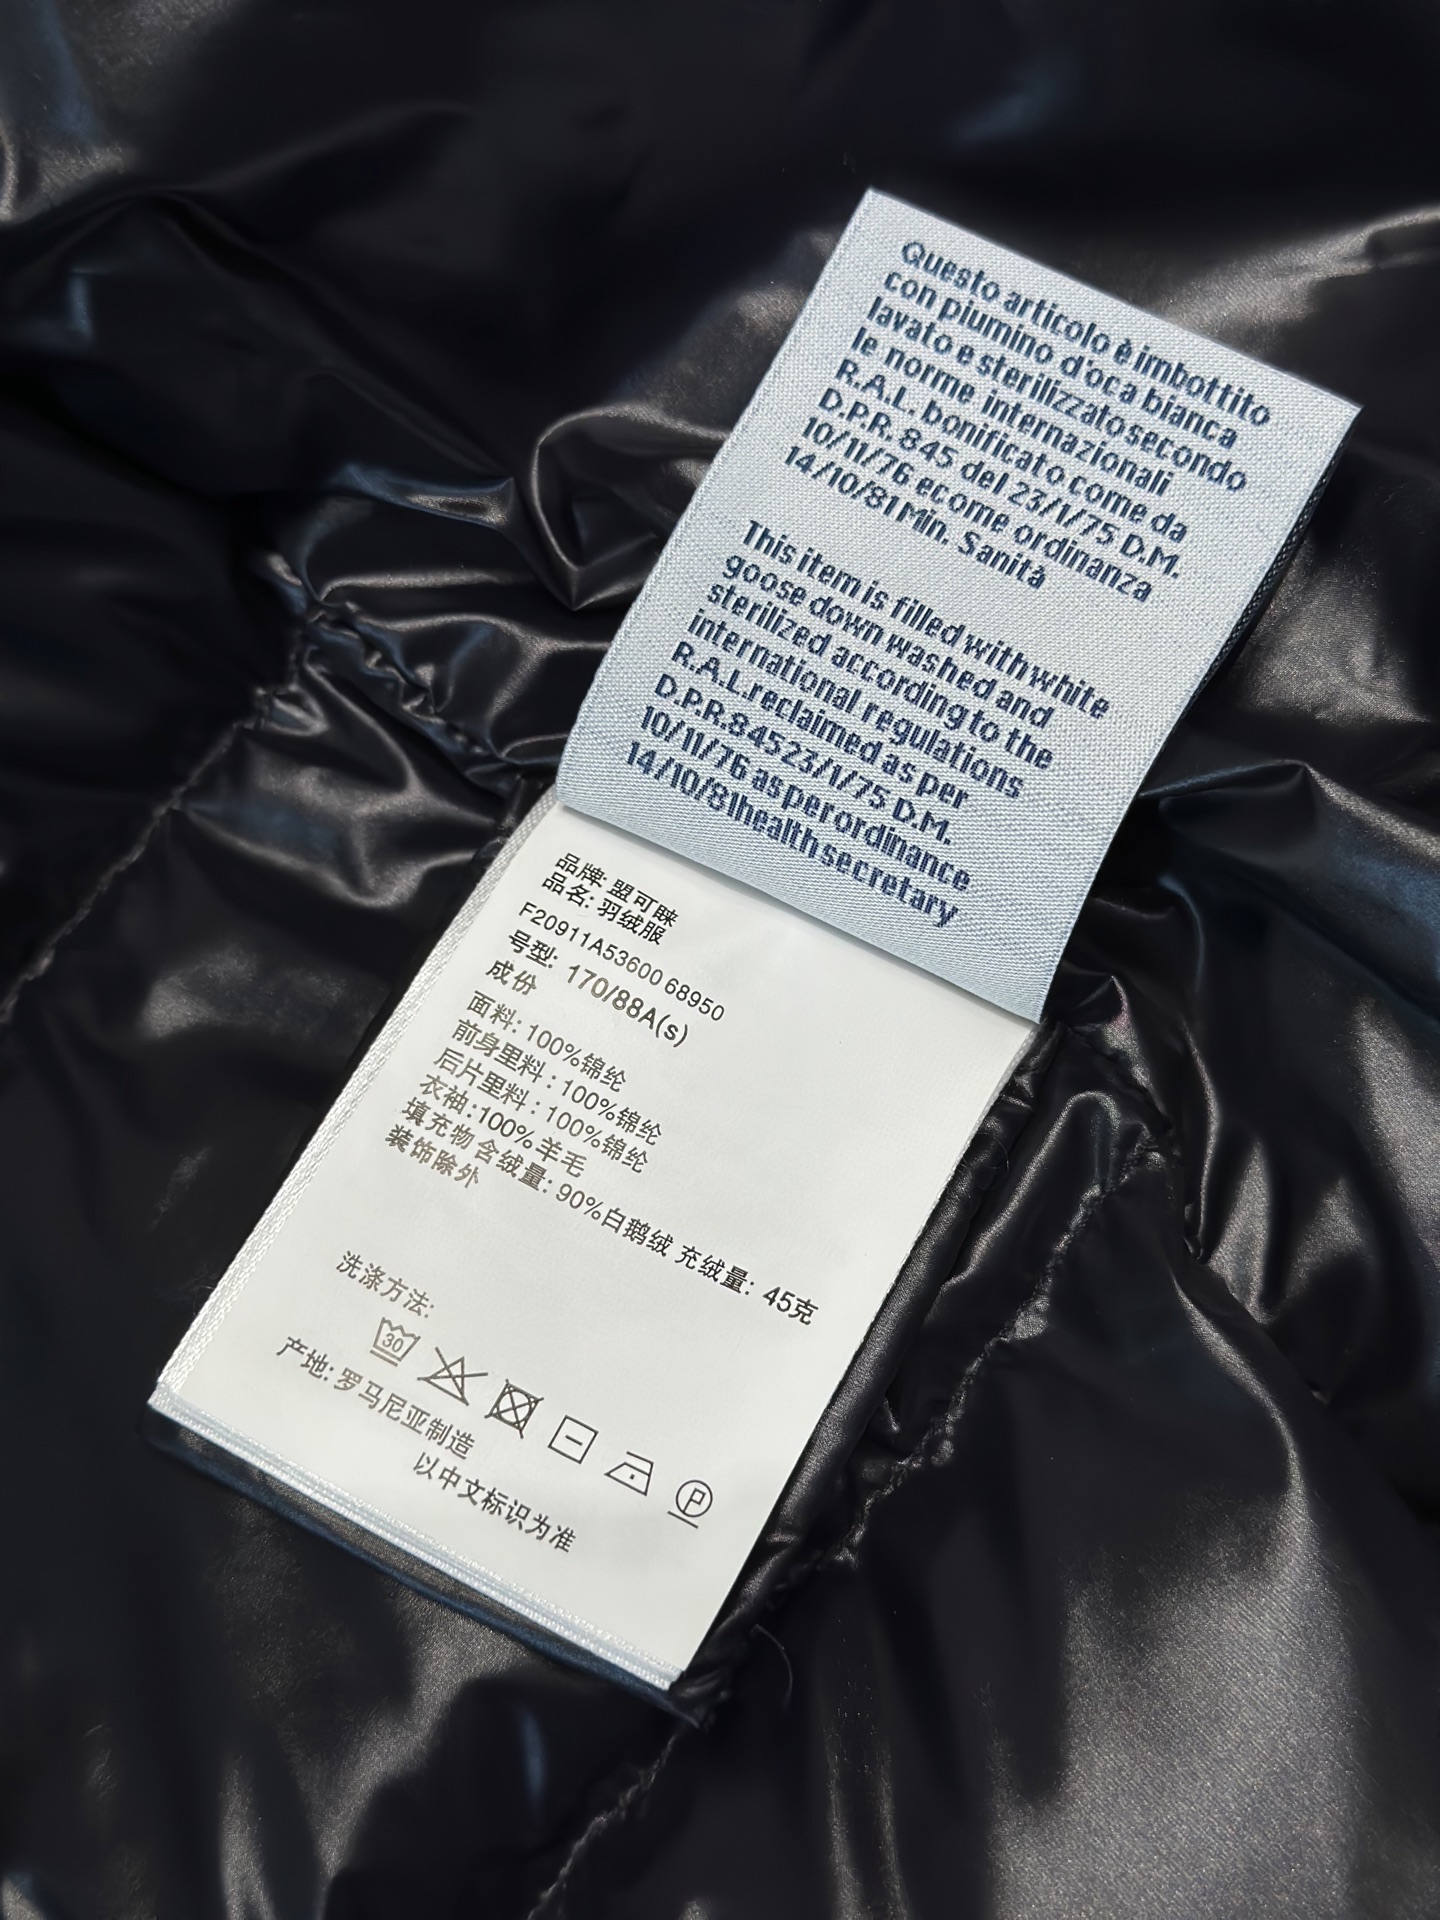 Questo articolo è imbottito
con piumino d'oca bianca
lavato e sterilizzato secondo
le norme internazionali
R.A.L. bonificato come da
D.P.R. 845 del 23/1/75 D.M.
10/11/76 ecome ordinanza
14/10/81 Min. Sanità
This item is filled with white
goose down washed and
sterilized according to the
international regulations
R.A.L.reclaimed as per
D.P.R.845 23/1/75 D.M.
10/11/76 as per ordinance
14/10/81health secretary
品牌: 盟可睐
品名: 羽绒服
F20911A53600 68950
号型: 170/88A(s)
成份
面料: 100%锦纶
前身里料: 100%锦纶
后片里料: 100%锦纶
衣袖:100%羊毛
填充物含绒量: 90%白鹅绒 充绒量: 45克
装饰除外
洗涤方法:
30
P
产地: 罗马尼亚制造
以中文标识为准